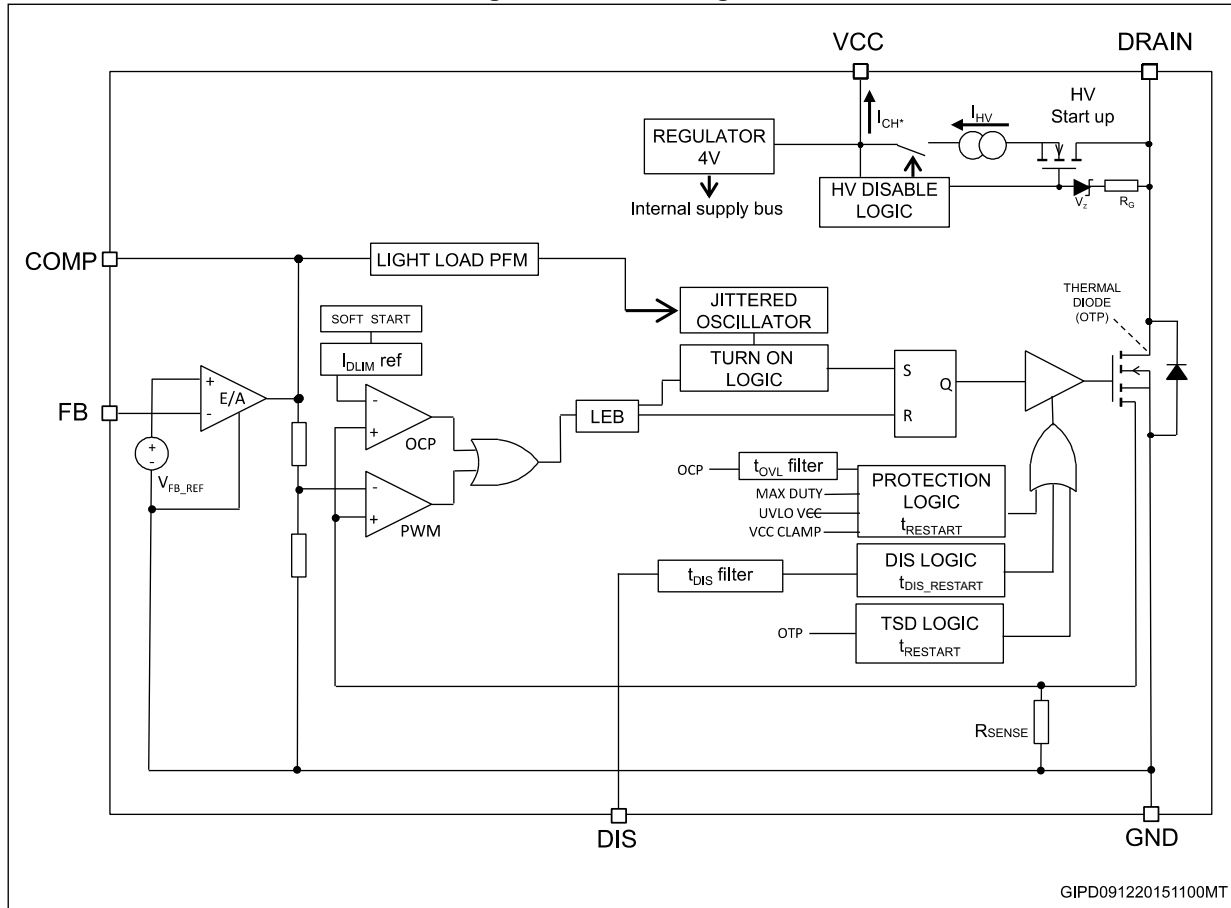 VCC
DRAIN
HV
Start up
I_CH*
I_HV
REGULATOR
4V
HV DISABLE
LOGIC
V_Z
R_G
Internal supply bus
COMP
LIGHT LOAD PFM
THERMAL
DIODE
(OTP)
SOFT START
JITTERED
OSCILLATOR
I_DLIM ref
TURN ON
LOGIC
S
Q
R
+
E/A
-
FB
-
+
OCP
LEB
+
-
V_FB_REF
-
+
PWM
OCP
t_OVL filter
MAX DUTY
UVLO VCC
VCC CLAMP
PROTECTION
LOGIC
t_RESTART
t_DIS filter
DIS LOGIC
t_DIS_RESTART
OTP
TSD LOGIC
t_RESTART
R_SENSE
DIS
GND
GIPD091220151100MT